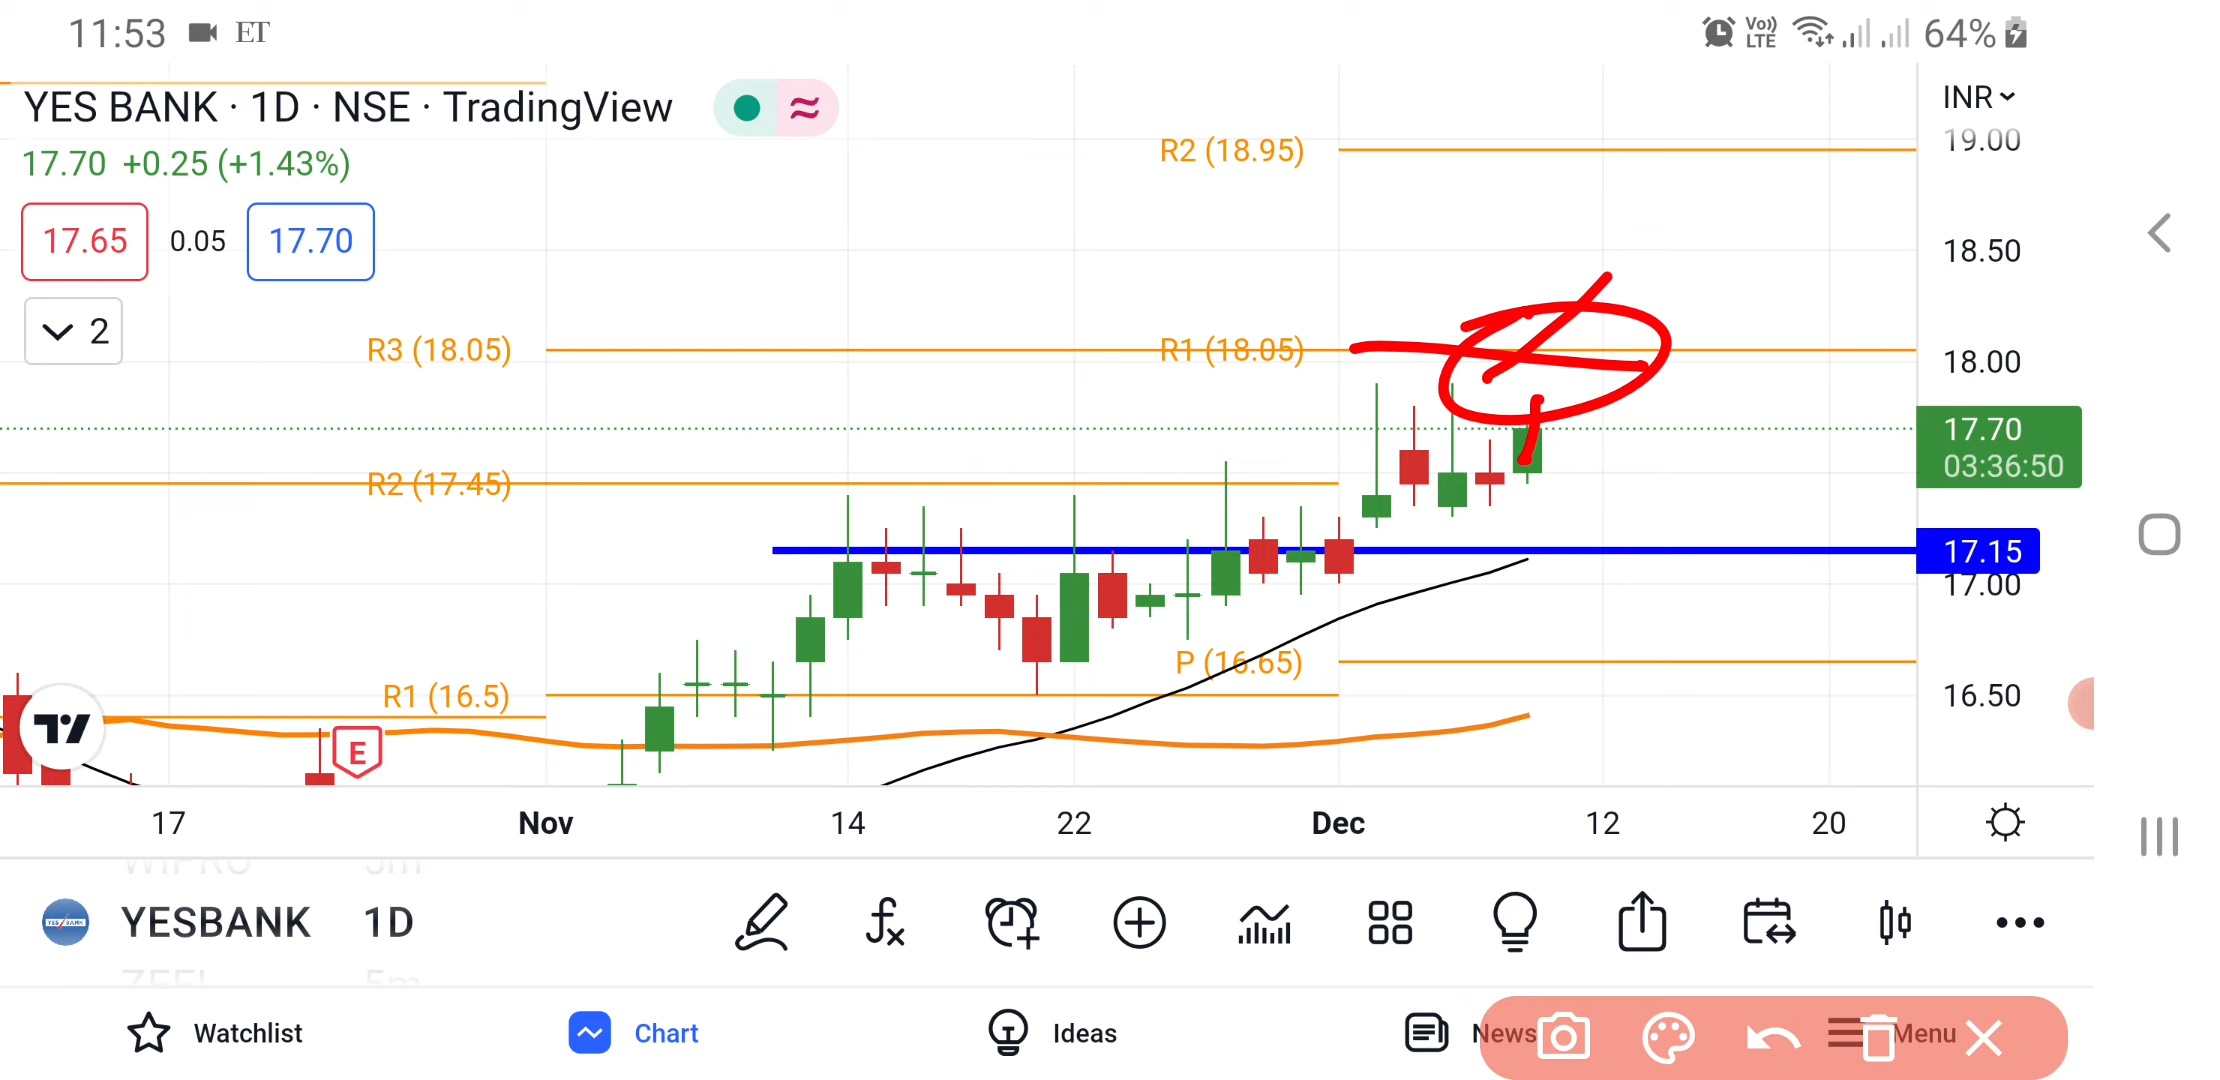 11:53 ET Vo)) LTE 64%
YES BANK · 1D · NSE · TradingView
INR
17.70 +0.25 (+1.43%)
17.65 0.05 17.70
2
19.00
18.50
18.00
17.70
03:36:50
17.15
17.00
16.50
R2 (18.95)
R3 (18.05)
R1 (18.05)
R2 (17.45)
P (16.65)
R1 (16.5)
E
17 Nov 14 22 Dec 12 20
YESBANK 1D
Watchlist Chart Ideas News Menu